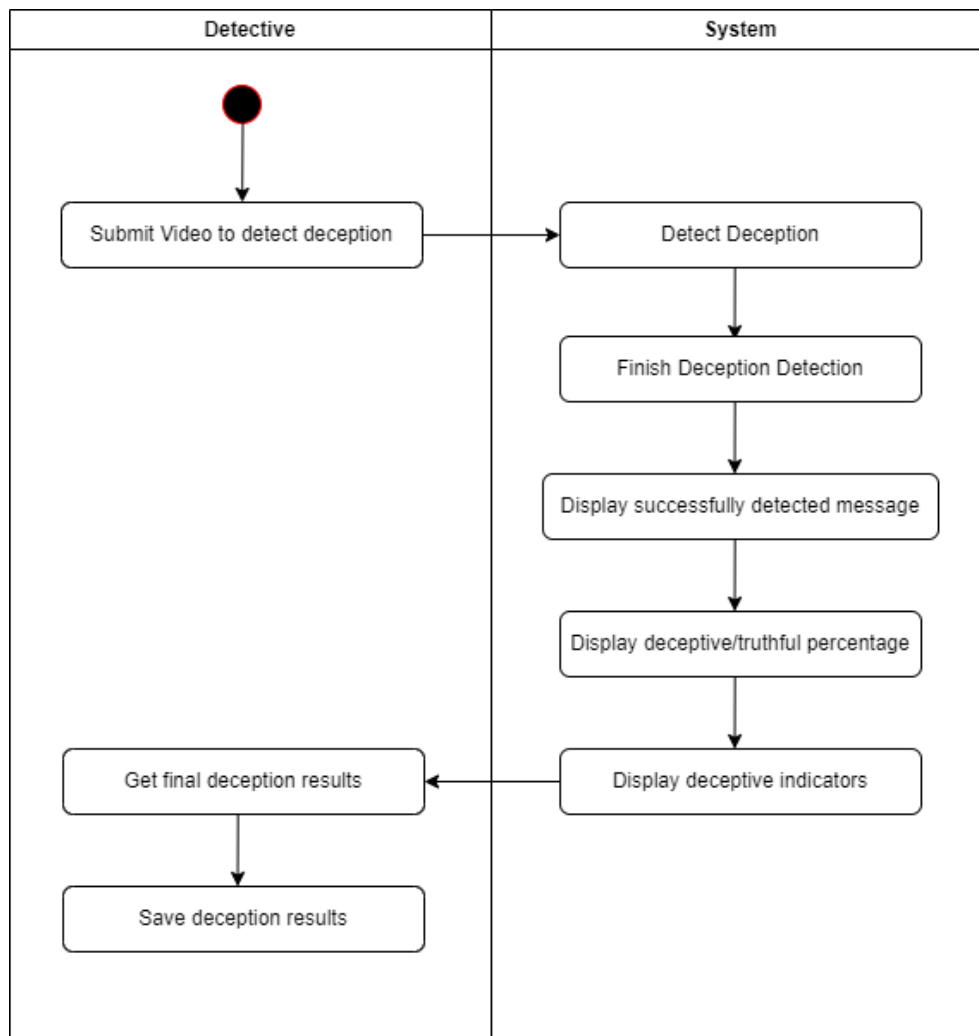 Detective
System
Submit Video to detect deception
Detect Deception
Finish Deception Detection
Display successfully detected message
Display deceptive/truthful percentage
Get final deception results
Display deceptive indicators
Save deception results